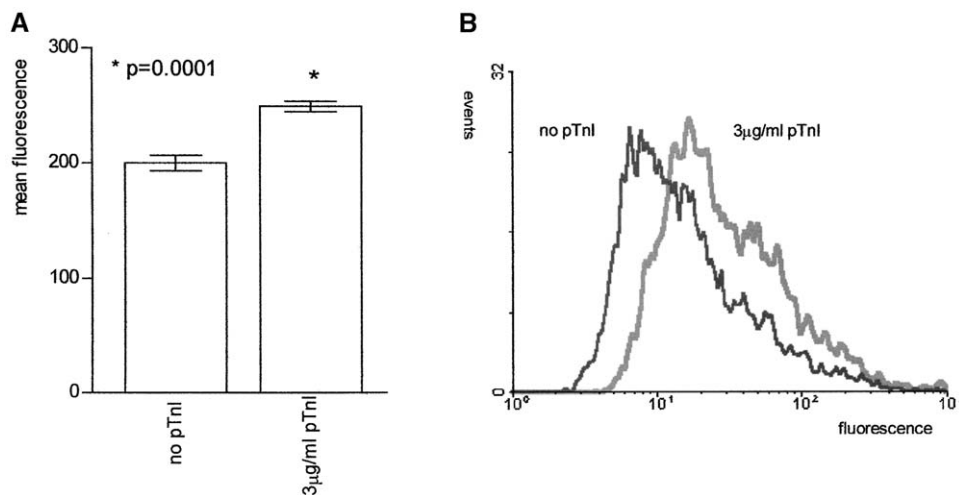 A
300
* p=0.0001
*
200
100
0
mean fluorescence
no pTnI
3μg/ml pTnI
B
32
events
no pTnI
3μg/ml pTnI
0
10⁰
10¹
10²
10
fluorescence